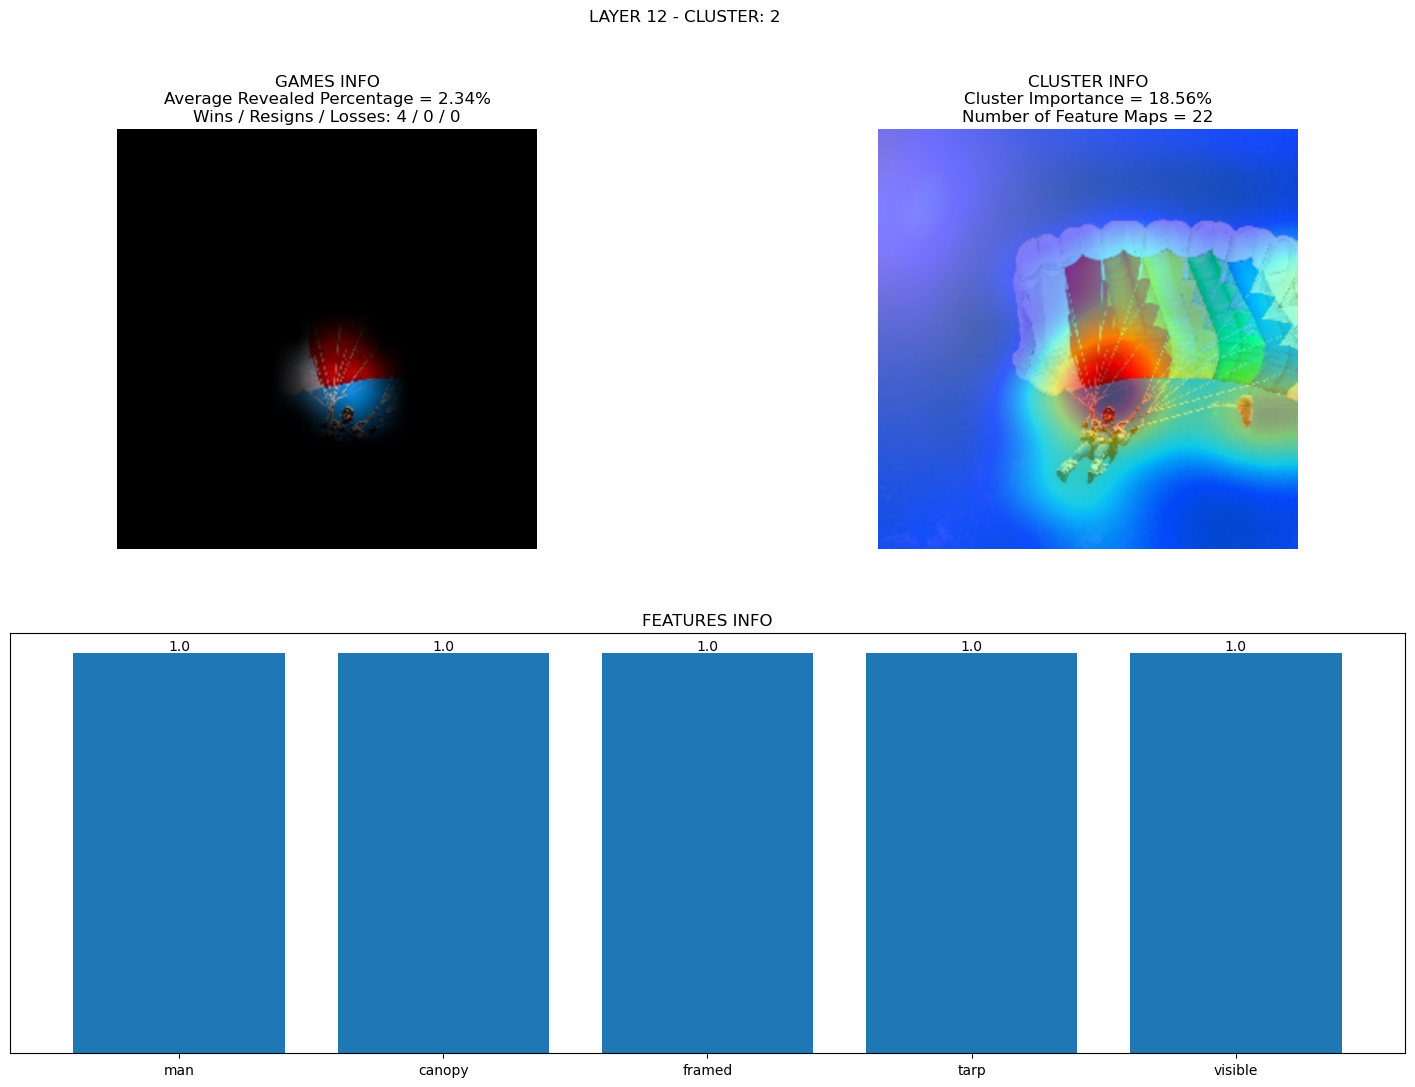 LAYER 12 - CLUSTER: 2
GAMES INFO
Average Revealed Percentage = 2.34%
Wins / Resigns / Losses: 4 / 0 / 0
CLUSTER INFO
Cluster Importance = 18.56%
Number of Feature Maps = 22
FEATURES INFO
1.0 1.0 1.0 1.0 1.0
man canopy framed tarp visible